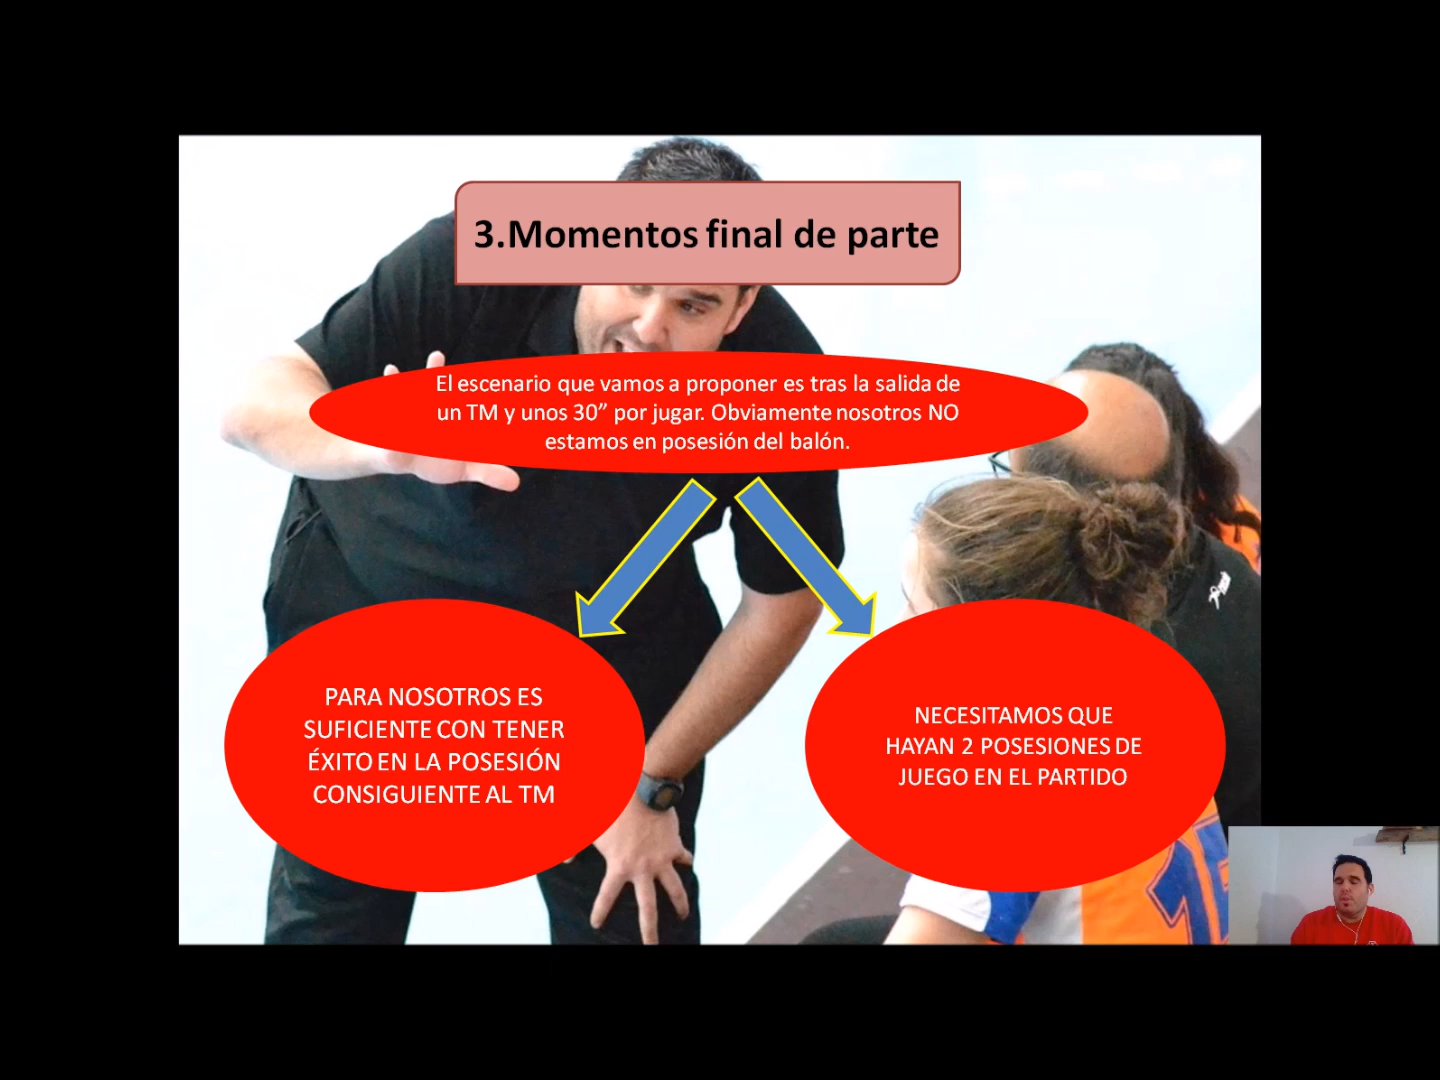 3.Momentos final de parte
El escenario que vamos a proponer es tras la salida de
un TM y unos 30” por jugar. Obviamente nosotros NO
estamos en posesión del balón.
PARA NOSOTROS ES
SUFICIENTE CON TENER
ÉXITO EN LA POSESIÓN
CONSIGUIENTE AL TM
NECESITAMOS QUE
HAYAN 2 POSESIONES DE
JUEGO EN EL PARTIDO